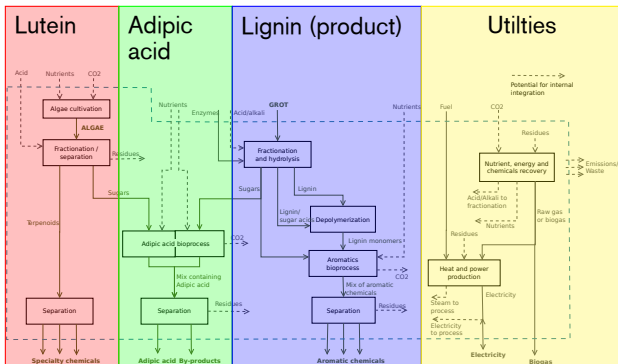 Lutein
Adipic
acid
Lignin (product)
Utilties
Acid
Nutrients
CO2
Algae cultivation
ALGAE
Fractionation /
separation
Residues
Sugars
Terpenoids
Separation
Specialty chemicals
Nutrients
Adipic acid bioprocess
CO2
Mix containing
Adipic acid
Separation
Residues
Adipic acid By-products
Enzymer
Acid/alkali
GROT
Nutrients
Fractionation
and hydrolysis
Sugars
Lignin
Lignin/
sugar acids
Depolymerization
Lignin monomers
Aromatics
bioprocess
CO2
Mix of aromatic
chemicals
Separation
Residues
Aromatic chemicals
Potential for internal
integration
Fuel
CO2
Residues
Nutrient, energy and
chemicals recovery
Emissions/
Waste
Acid/Alkali to
fractionation
Nutrients
Raw gas
or biogas
Residues
Heat and power
production
Steam to
process
Electricity
Electricity
to process
Electricity
Biogas